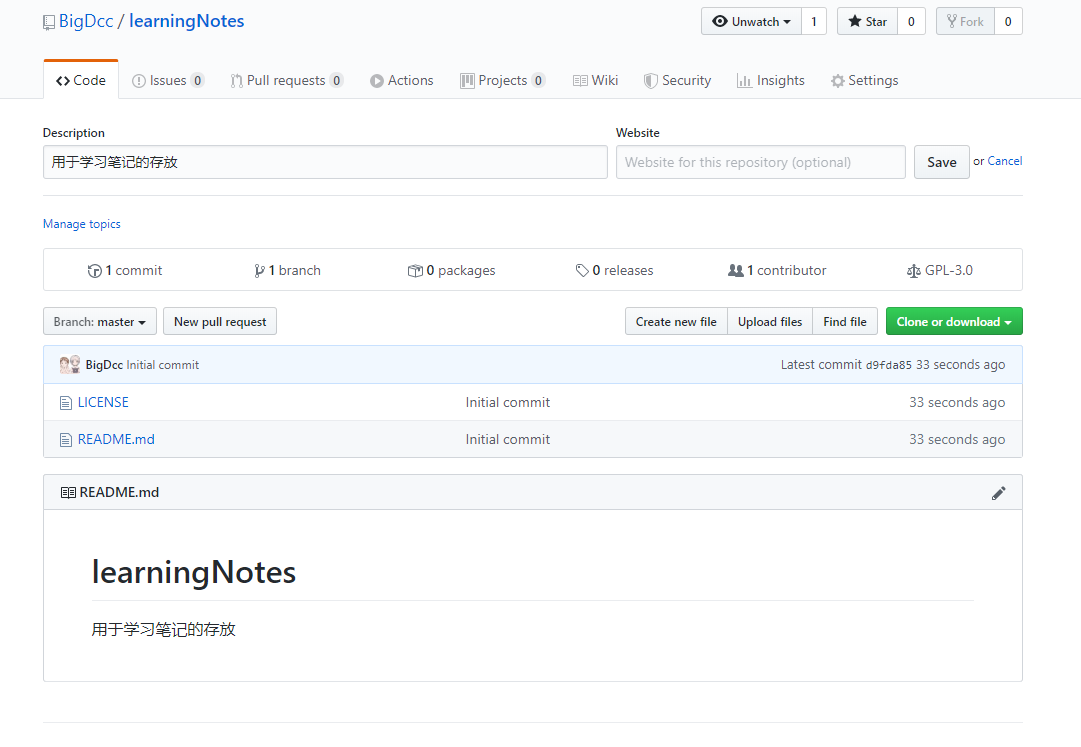 BigDcc / learningNotes
Unwatch 1 Star 0 Fork 0
Code Issues 0 Pull requests 0 Actions Projects 0 Wiki Security Insights Settings
Description Website
用于学习笔记的存放 Website for this repository (optional) Save or Cancel
Manage topics
1 commit 1 branch 0 packages 0 releases 1 contributor GPL-3.0
Branch: master New pull request Create new file Upload files Find file Clone or download
BigDcc Initial commit Latest commit d9fda85 33 seconds ago
LICENSE Initial commit 33 seconds ago
README.md Initial commit 33 seconds ago
README.md
learningNotes
用于学习笔记的存放